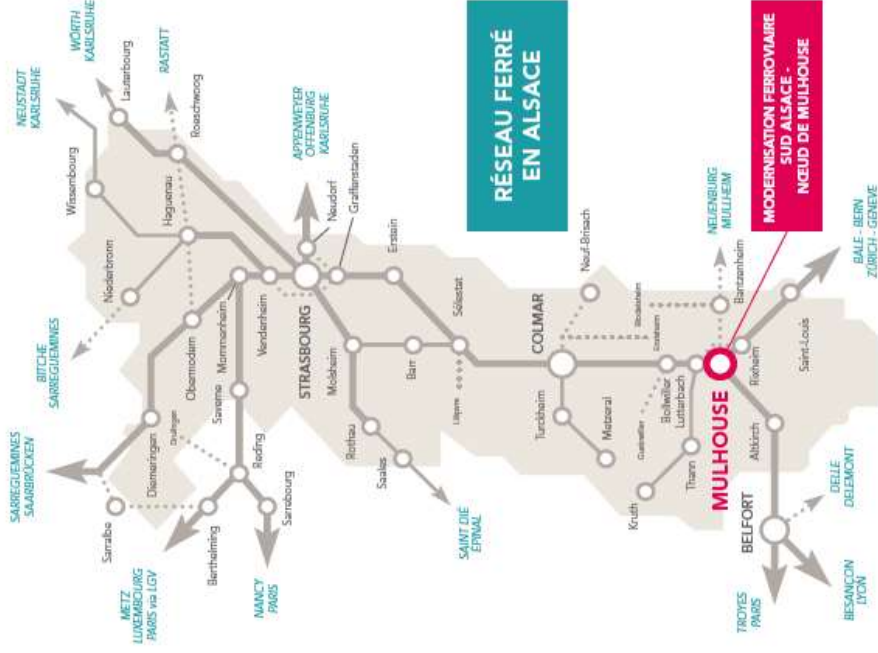 NEUSTADT
KARLSRUHE
WÖRTH
KARLSRUHE
Lauterbourg
RASTATT
Roeschwoog
Wissembourg
Haguenau
Niederbronn
BITCHE
SARREGUEMINES
SARREGUEMINES
SAARBRÜCKEN
Obermodern
Mommenheim
Vendenheim
Saverne
Diemeringen
Drulingen
Sarralbe
Reding
Berthelming
Sarrebourg
METZ
LUXEMBOURG
PARIS via LGV
NANCY
PARIS
STRASBOURG
APPENWEYER
OFFENBURG
KARLSRUHE
Neudorf
Graffenstaden
Erstein
Molsheim
Barr
Sélestat
Rothau
Saales
SAINT DIÉ
EPINAL
RÉSEAU FERRÉ
EN ALSACE
COLMAR
Neuf-Brisach
Turckheim
Metzeral
Bollwiller
Lutterbach
Kruth
Thann
MULHOUSE
NEUENBURG
MULLHEIM
Bantzenheim
Rixheim
Saint-Louis
BALE - BERN
ZÜRICH - GENEVE
Altkirch
BELFORT
DELLE
DELEMONT
BESANÇON
LYON
TROYES
PARIS
MODERNISATION FERROVIAIRE
SUD ALSACE -
NŒUD DE MULHOUSE